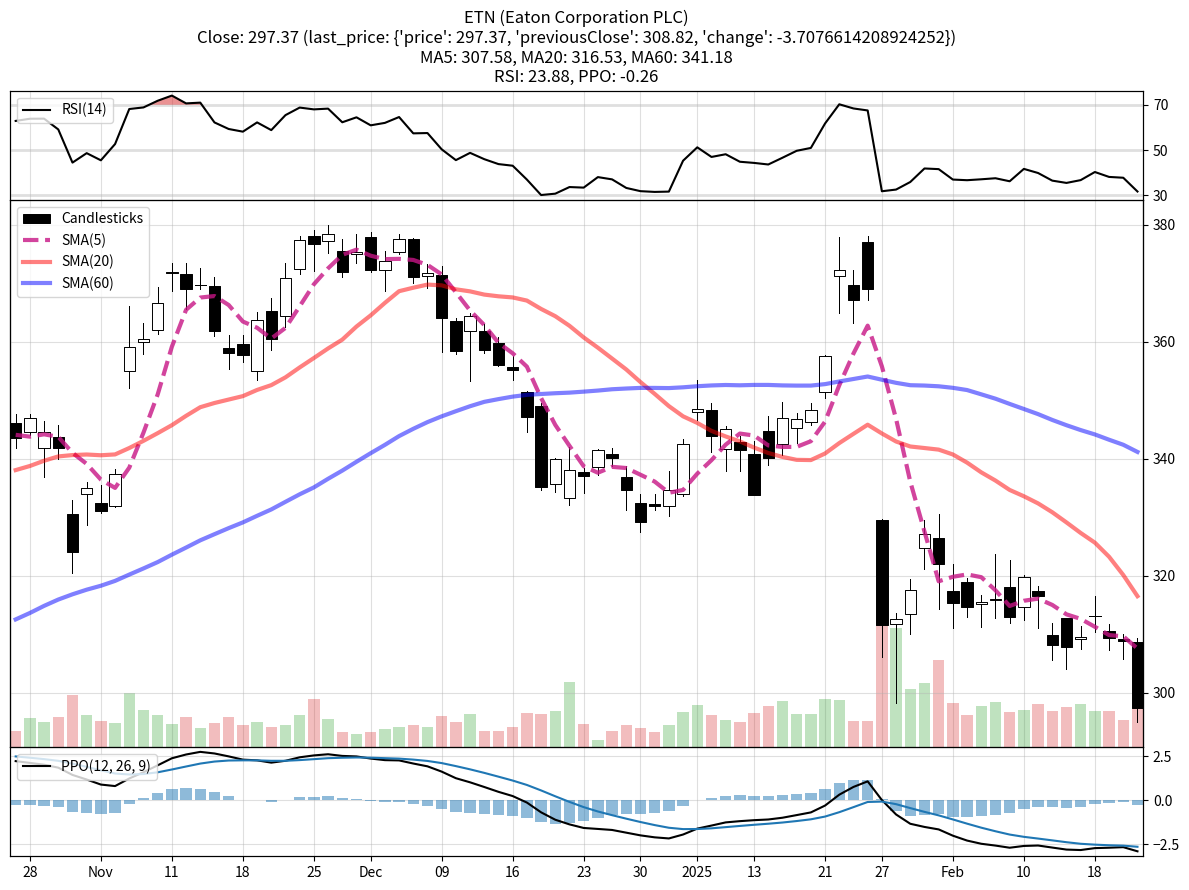 ETN (Eaton Corporation PLC)
Close: 297.37 (last_price: {'price': 297.37, 'previousClose': 308.82, 'change': -3.7076614208924252})
MA5: 307.58, MA20: 316.53, MA60: 341.18
RSI: 23.88, PPO: -0.26
RSI(14)
70
50
30
Candlesticks
SMA(5)
SMA(20)
SMA(60)
380
360
340
320
300
PPO(12, 26, 9)
2.5
0.0
−2.5
28 Nov 11 18 25 Dec 09 16 23 30 2025 13 21 27 Feb 10 18